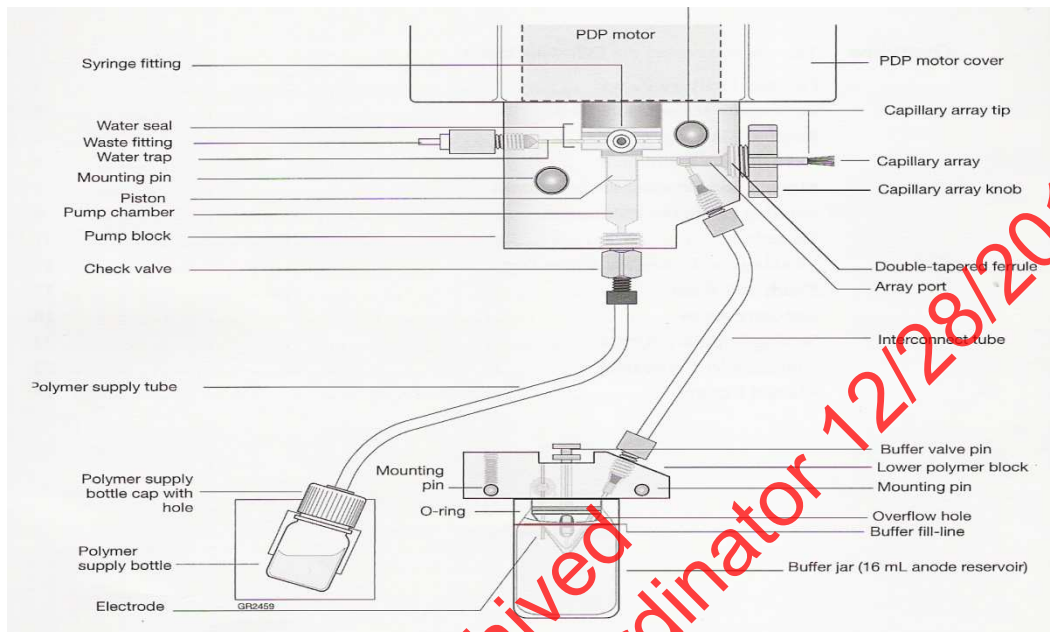 PDP motor
Syringe fitting
PDP motor cover
Capillary array tip
Water seal
Waste fitting
Water trap
Capillary array
Mounting pin
Capillary array knob
Piston
Pump chamber
Pump block
Check valve
Double-tapered ferrule
Array port
Interconnect tube
Polymer supply tube
Buffer valve pin
Lower polymer block
Mounting
pin
Mounting pin
Polymer supply
bottle cap with
hole
O-ring
Overflow hole
Buffer fill-line
Polymer
supply bottle
Buffer jar (16 mL anode reservoir)
Electrode
GR2459
12/28/20